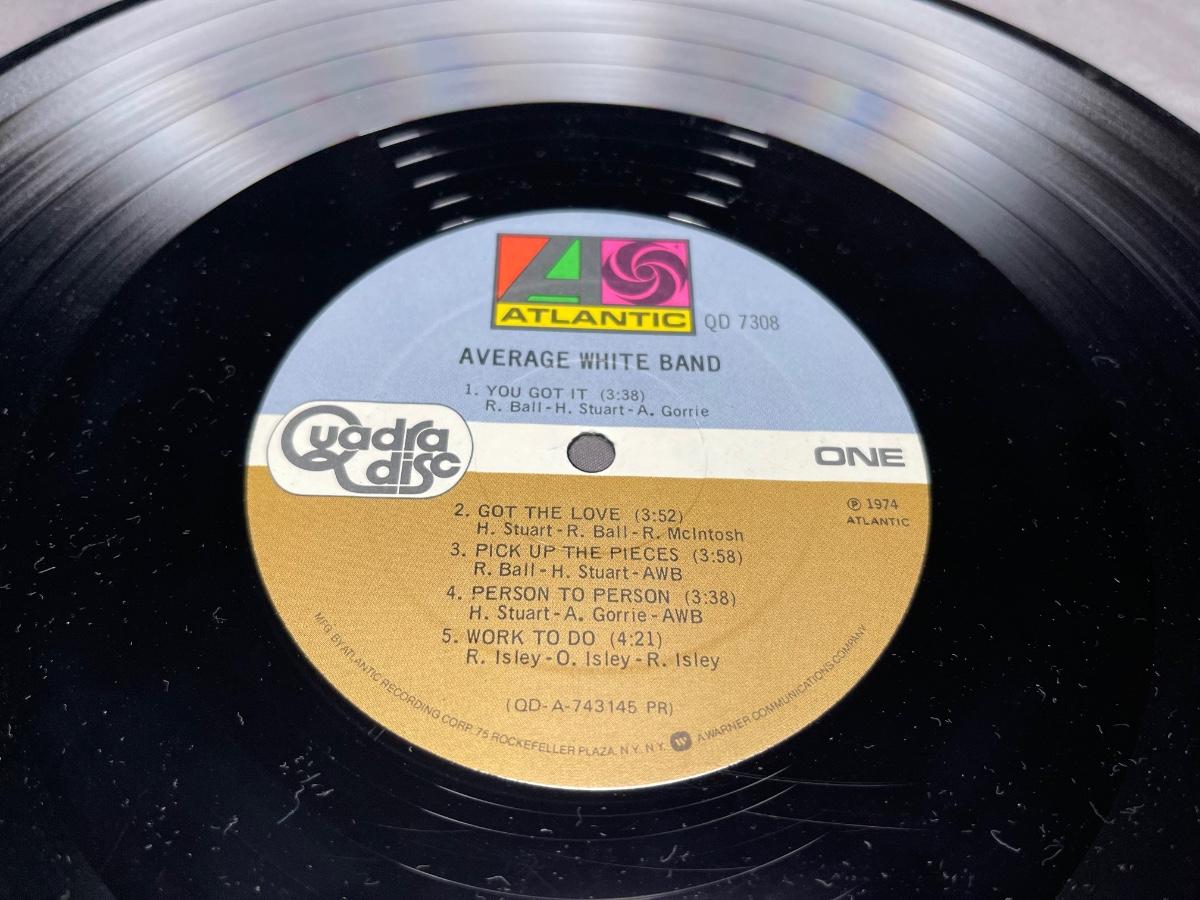 A
ATLANTIC
QD 7308
AVERAGE WHITE BAND
1. YOU GOT IT (3:38)
R. Ball-H. Stuart-A. Gorrie
Quadra disc
ONE
℗ 1974
ATLANTIC
2. GOT THE LOVE (3:52)
H. Stuart-R. Ball-R. McIntosh
3. PICK UP THE PIECES (3:58)
R. Ball-H. Stuart-AWB
4. PERSON TO PERSON (3:38)
H. Stuart-A. Gorrie-AWB
5. WORK TO DO (4:21)
R. Isley-O. Isley-R. Isley
(QD-A-743145 PR)
MFG. BY ATLANTIC RECORDING CORP. 75 ROCKEFELLER PLAZA, N.Y. N.Y. W A WARNER COMMUNICATIONS COMPANY